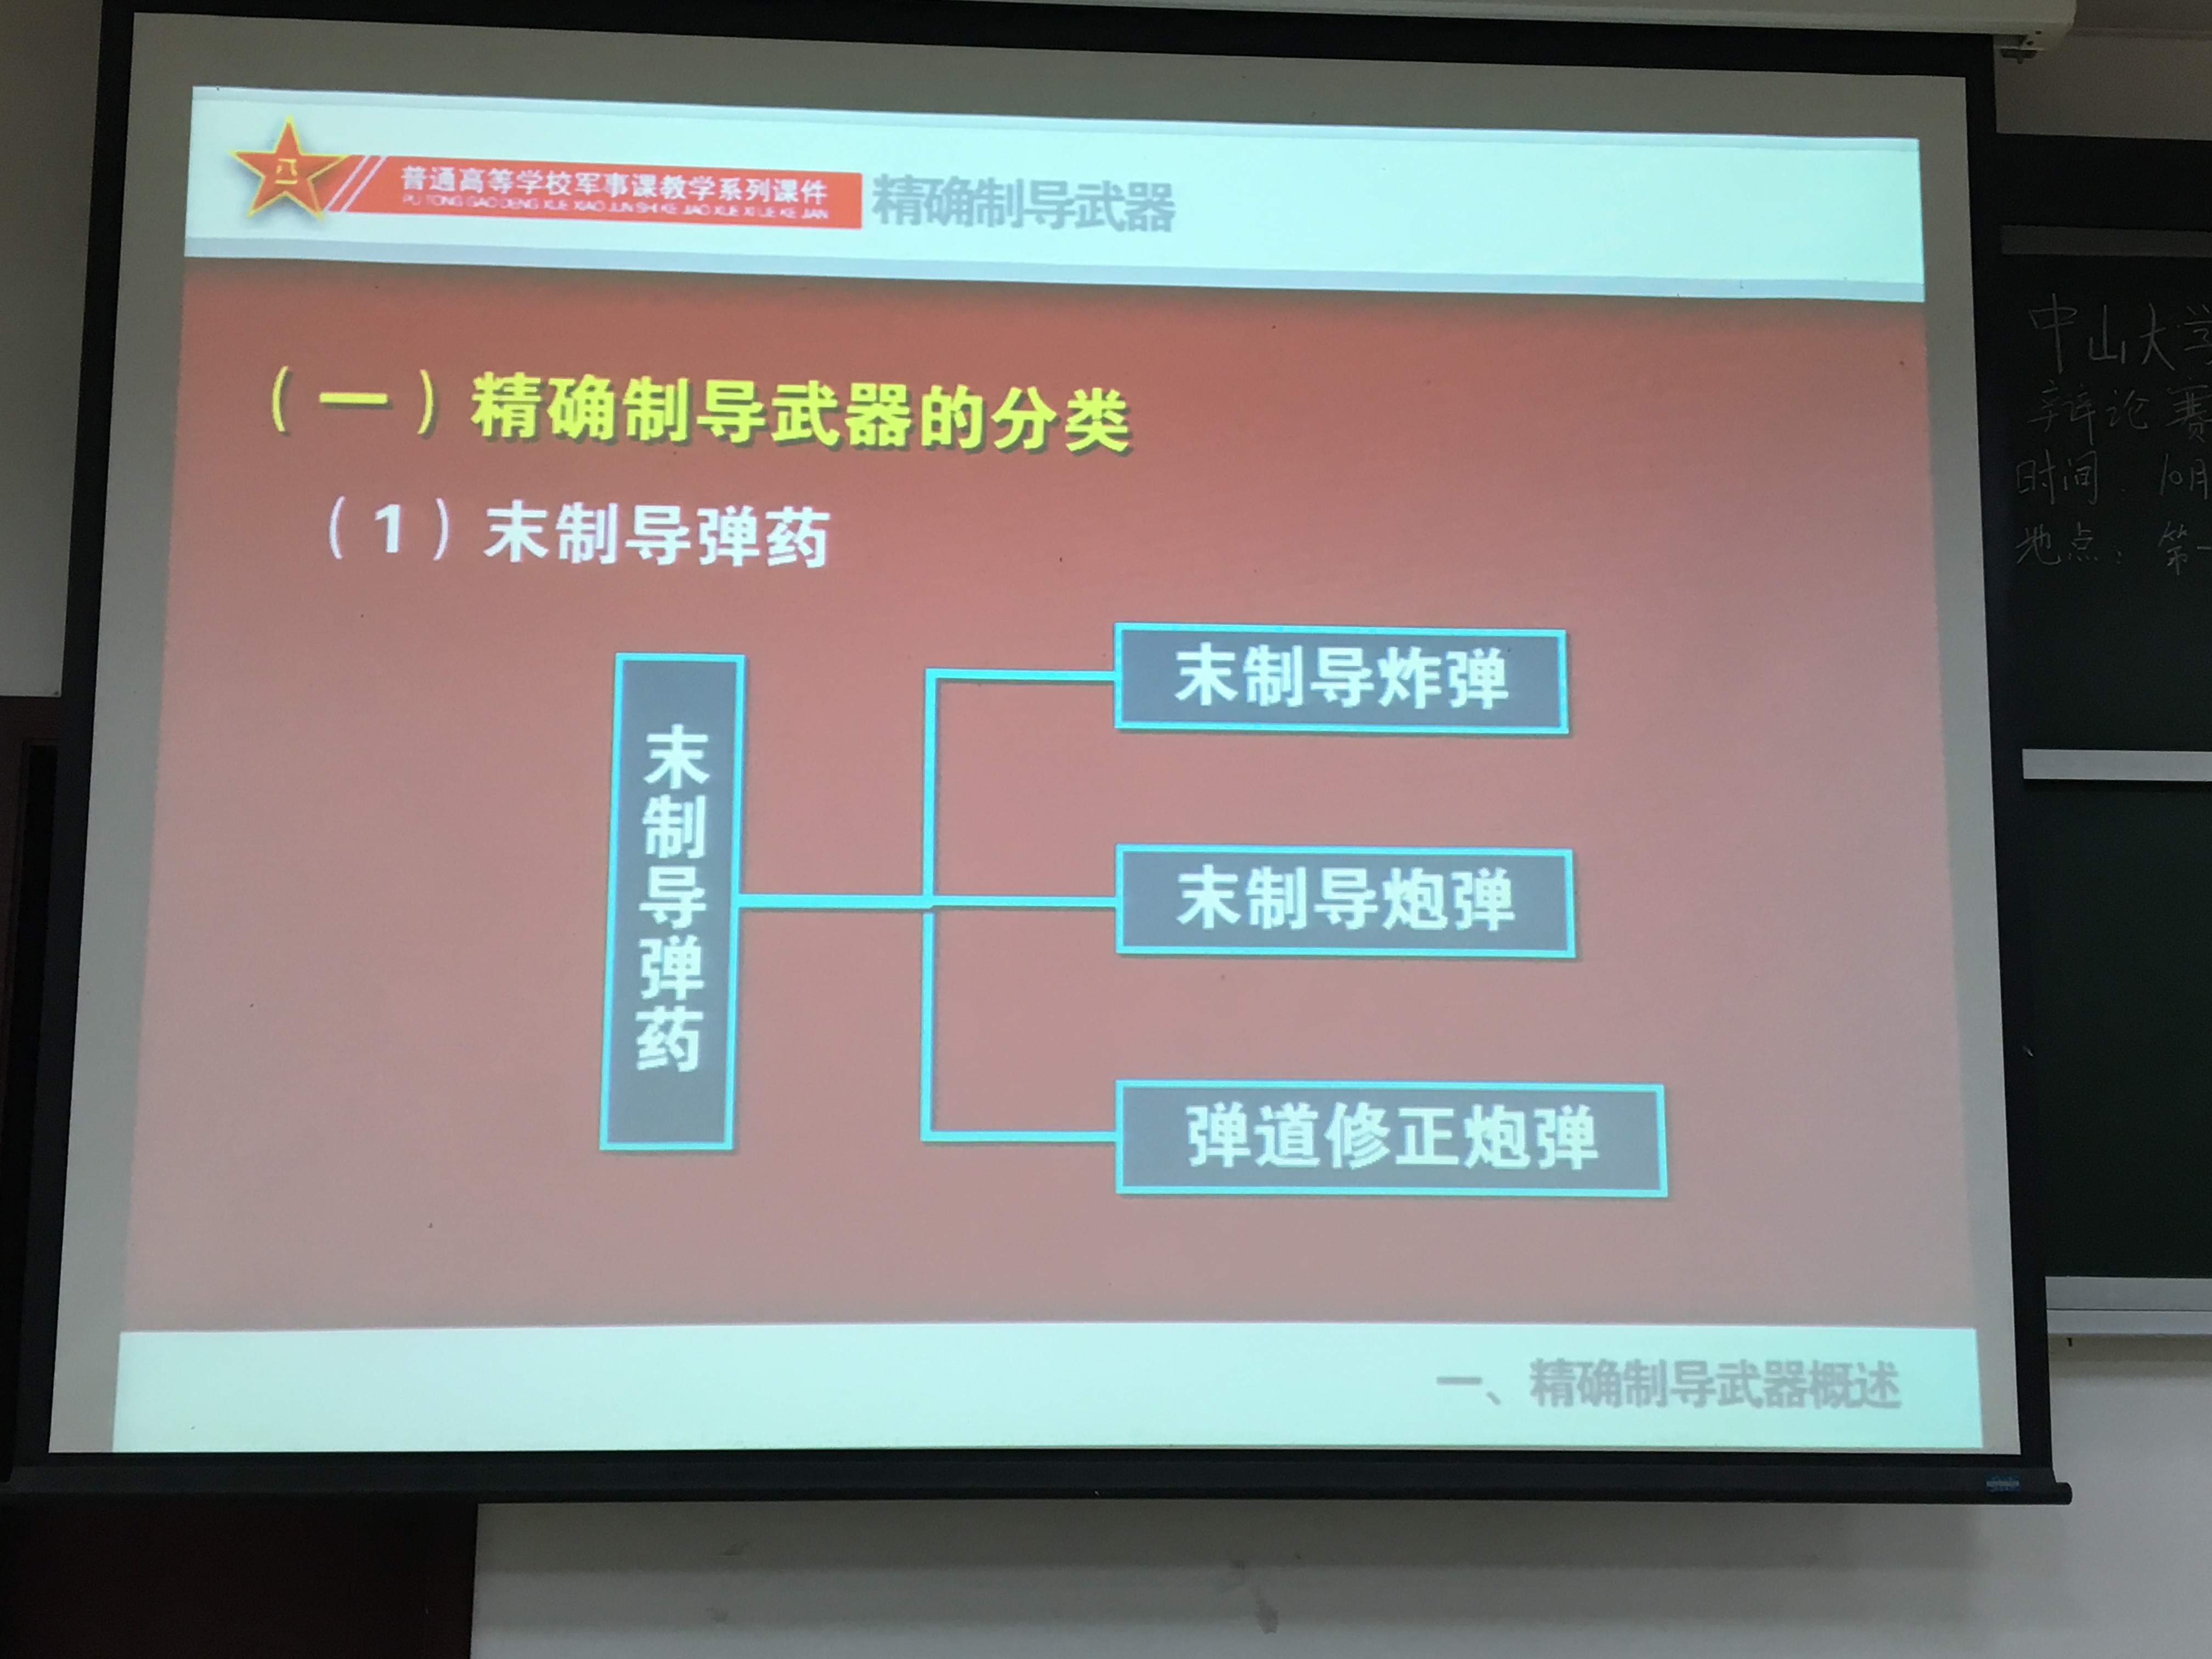 八一
普通高等学校军事课教学系列课件
PU TONG GAO DENG XUE XIAO JUN SHI KE JIAO XUE XI LIE KE JIAN
精确制导武器
（一）精确制导武器的分类
（1）末制导弹药
末制导弹药
末制导炸弹
末制导炮弹
弹道修正炮弹
一、精确制导武器概述
中山大学
辩论赛
时间：10月
地点：第一